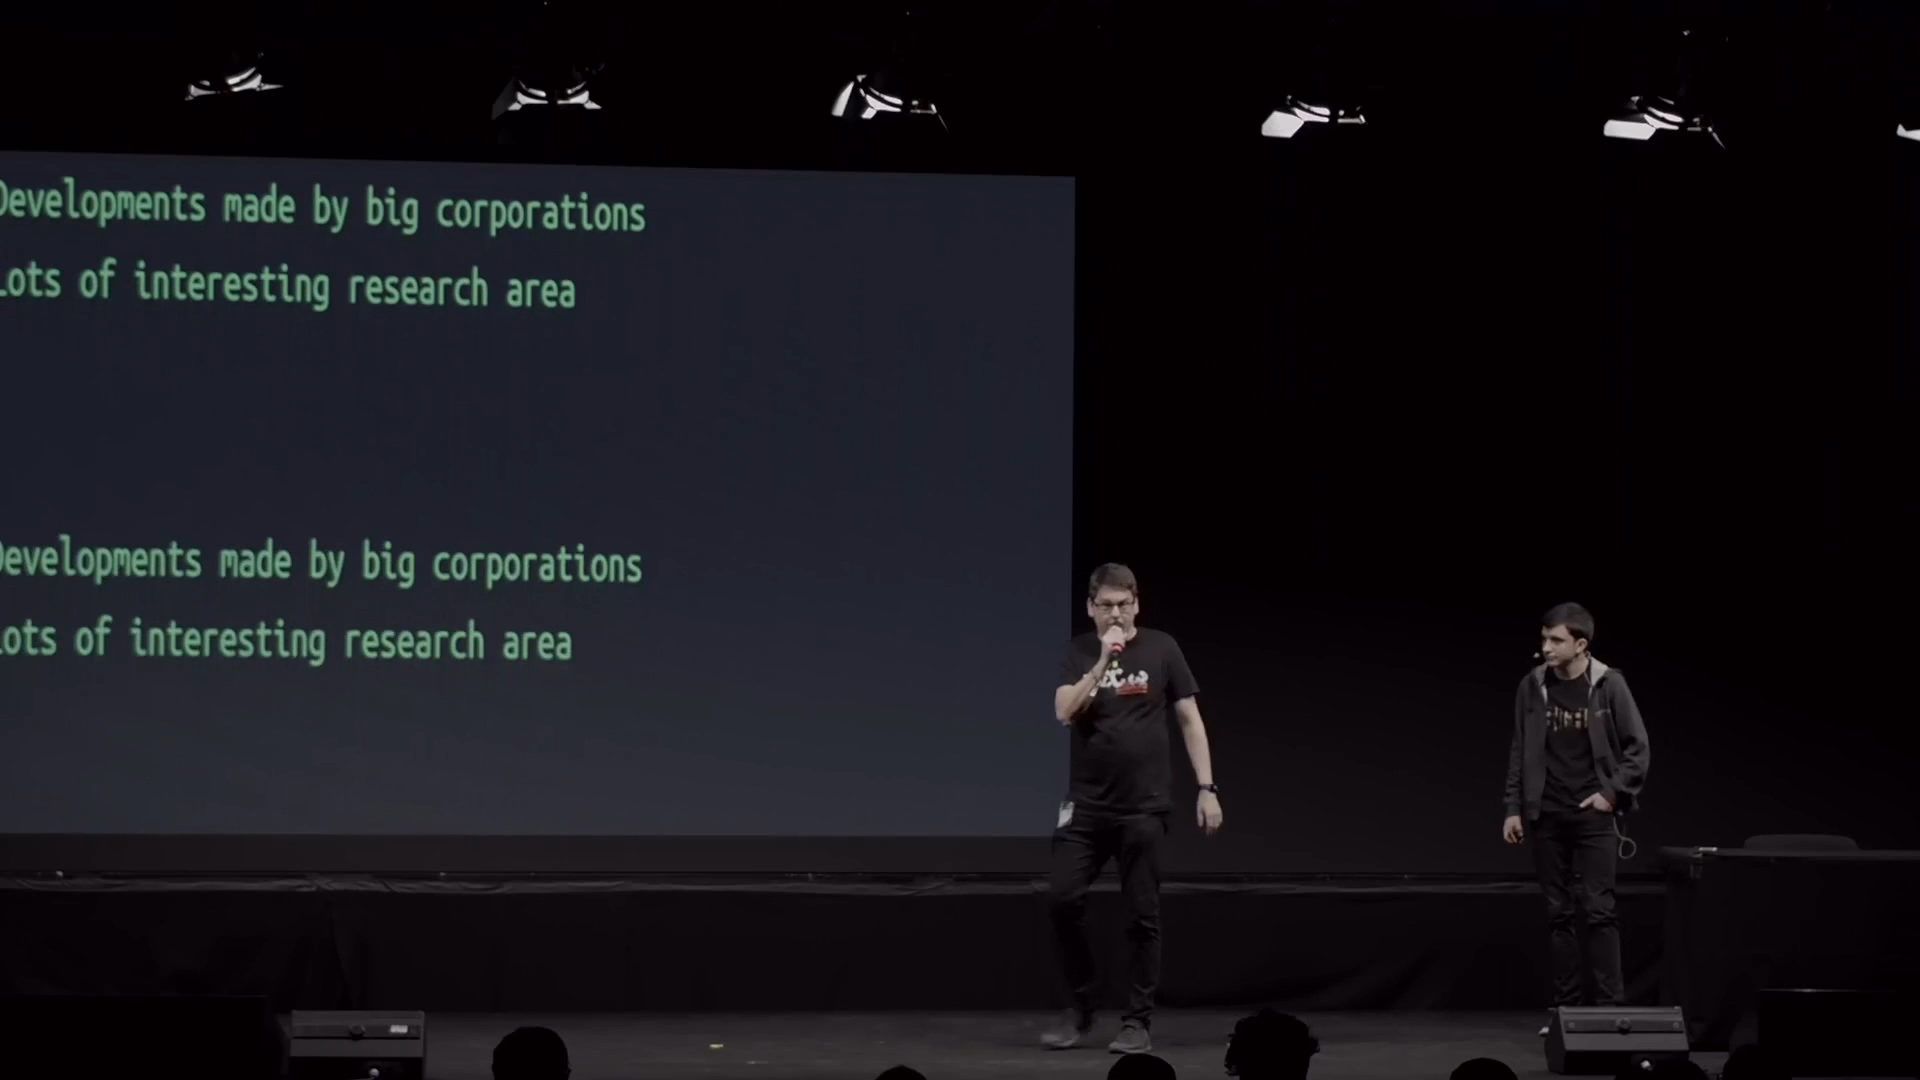 Developments made by big corporations
Lots of interesting research area
Developments made by big corporations
Lots of interesting research area